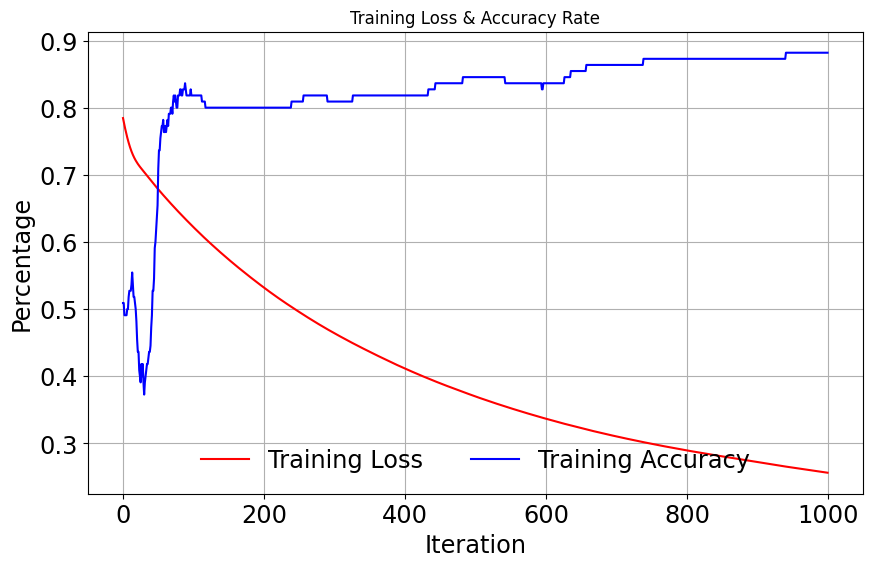 Training Loss & Accuracy Rate
0.9
0.8
0.7
0.6
0.5
0.4
0.3
Percentage
Training Loss Training Accuracy
0 200 400 600 800 1000
Iteration